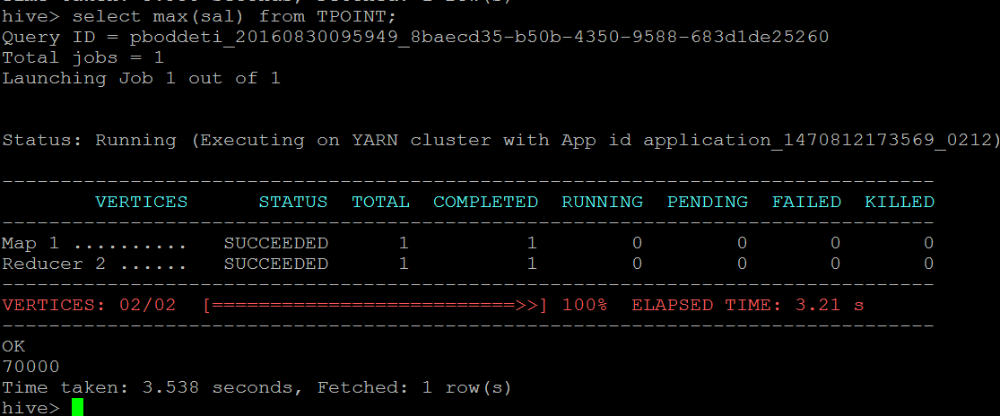 hive> select max(sal) from TPOINT;
Query ID = pboddeti_20160830095949_8baecd35-b50b-4350-9588-683d1de25260
Total jobs = 1
Launching Job 1 out of 1
Status: Running (Executing on YARN cluster with App id application_1470812173569_0212)
--------------------------------------------------------------------------------
VERTICES STATUS TOTAL COMPLETED RUNNING PENDING FAILED KILLED
--------------------------------------------------------------------------------
Map 1 .......... SUCCEEDED 1 1 0 0 0 0
Reducer 2 ...... SUCCEEDED 1 1 0 0 0 0
--------------------------------------------------------------------------------
VERTICES: 02/02 [==========================>>] 100% ELAPSED TIME: 3.21 s
--------------------------------------------------------------------------------
OK
70000
Time taken: 3.538 seconds, Fetched: 1 row(s)
hive>